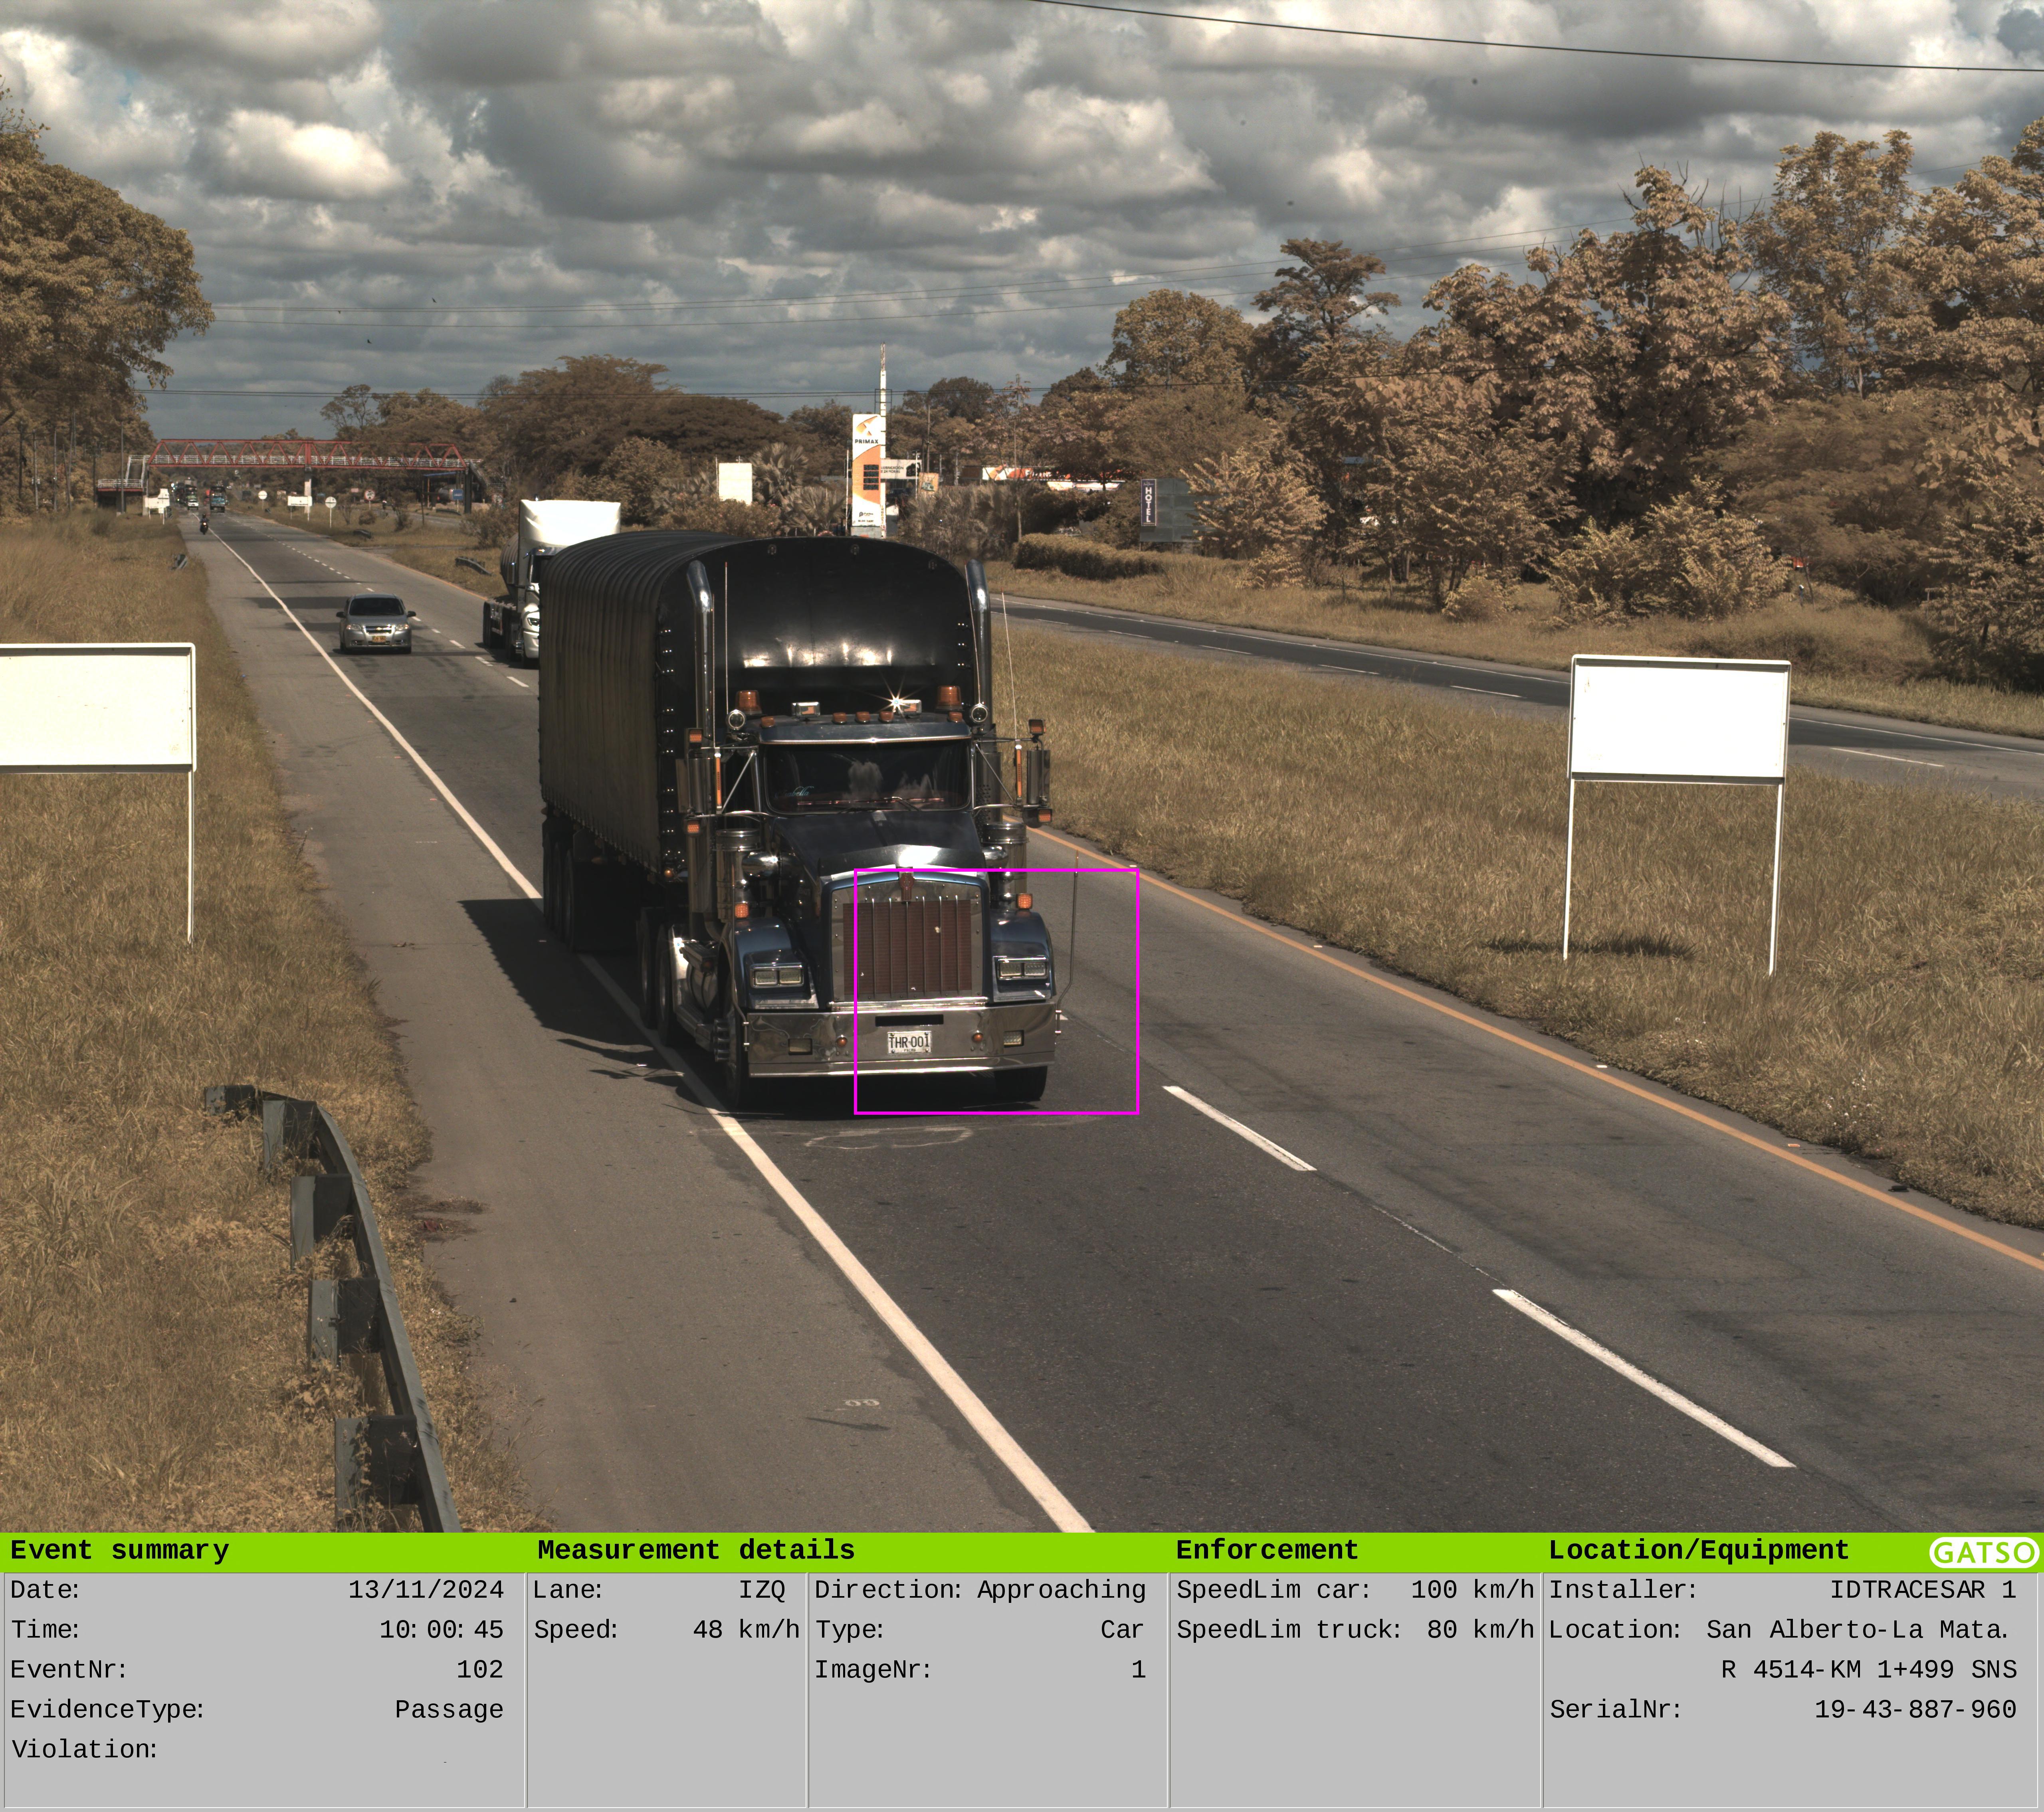 PRIMAX
HOTEL
THR 001
Event summary
Measurement details
Enforcement
Location/Equipment
GATSO
Date: 13/11/2024
Lane: IZQ
Direction: Approaching
SpeedLim car: 100 km/h
Installer: IDTRACESAR 1
Time: 10:00:45
Speed: 48 km/h
Type: Car
SpeedLim truck: 80 km/h
Location: San Alberto-La Mata.
EventNr: 102
ImageNr: 1
R 4514-KM 1+499 SNS
EvidenceType: Passage
SerialNr: 19-43-887-960
Violation: